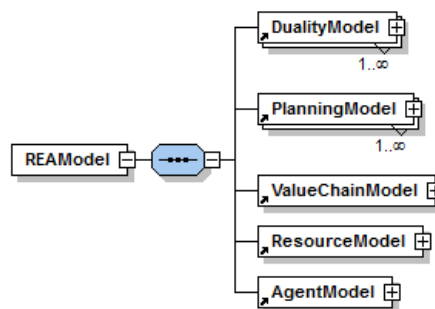 DualityModel
1..∞
PlanningModel
1..∞
REAModel
ValueChainModel
ResourceModel
AgentModel